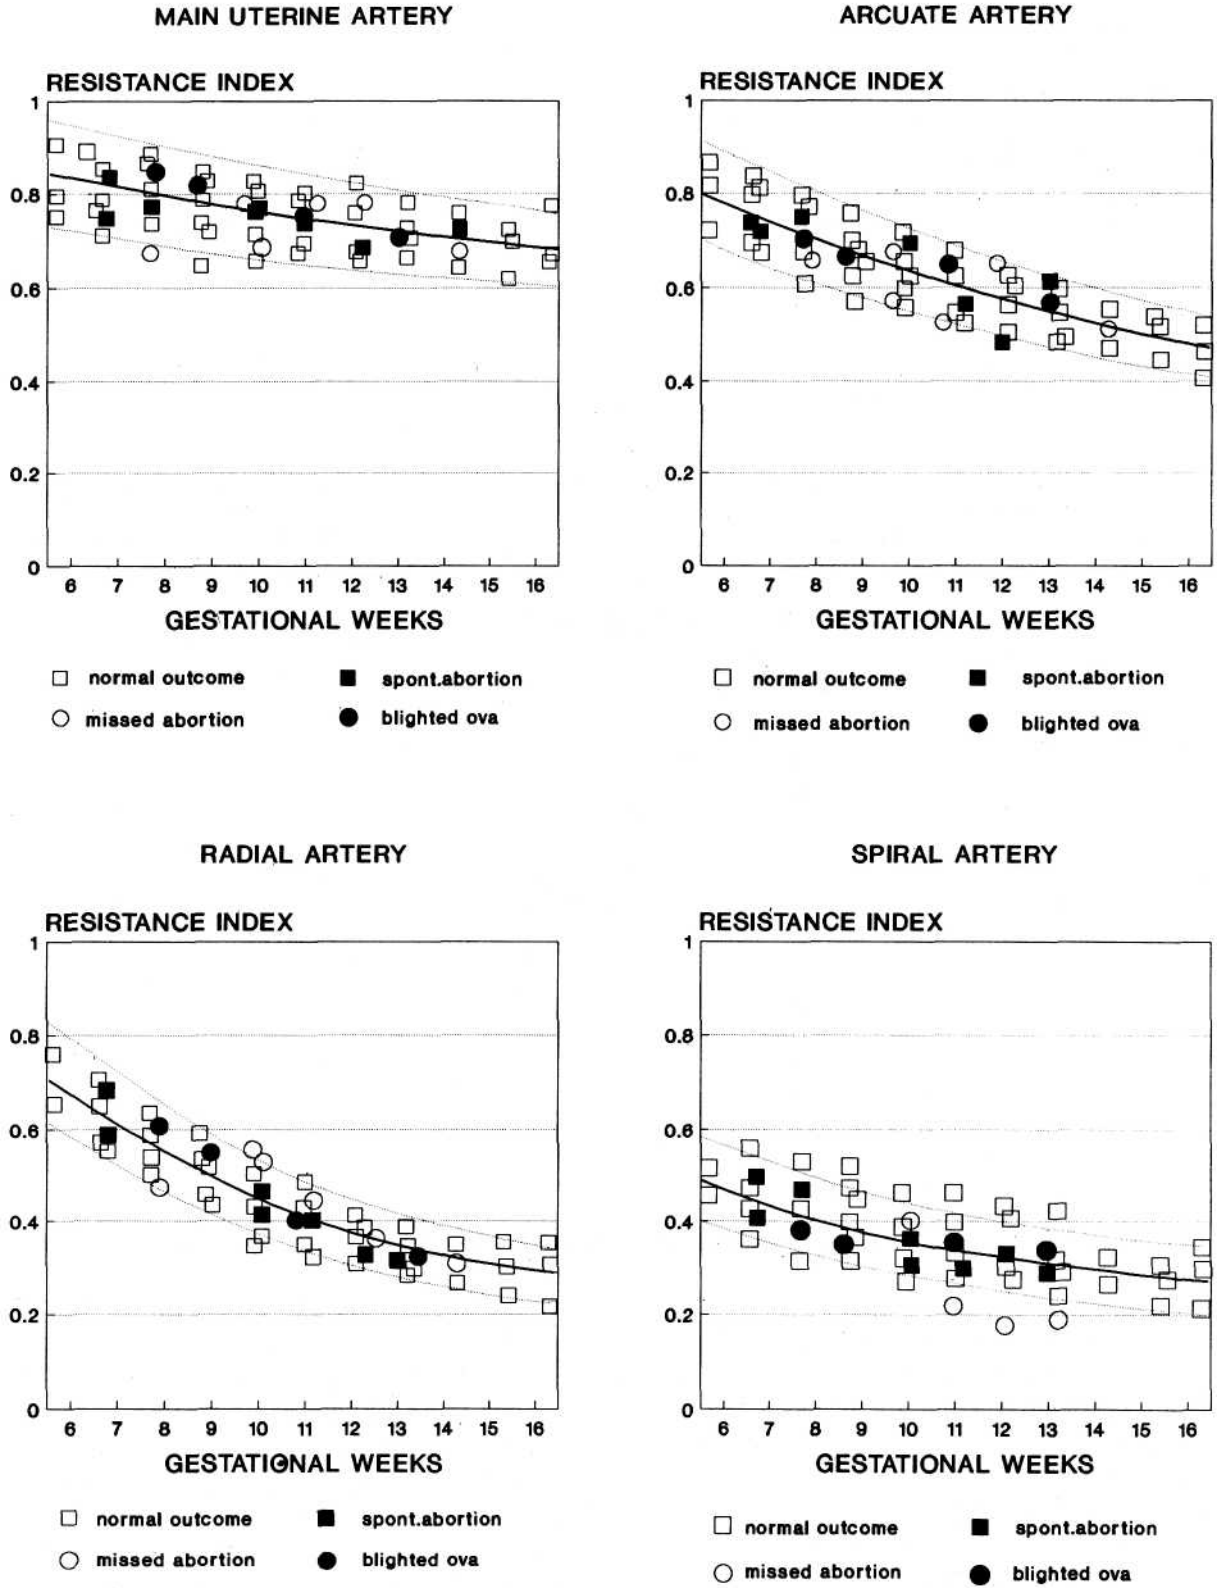 MAIN UTERINE ARTERY
RESISTANCE INDEX
1
0.8
0.6
0.4
0.2
0
6 7 8 9 10 11 12 13 14 15 16
GESTATIONAL WEEKS
normal outcome
spont.abortion
missed abortion
blighted ova
ARCUATE ARTERY
RESISTANCE INDEX
1
0.8
0.6
0.4
0.2
0
6 7 8 9 10 11 12 13 14 15 16
GESTATIONAL WEEKS
normal outcome
spont.abortion
missed abortion
blighted ova
RADIAL ARTERY
RESISTANCE INDEX
1
0.8
0.6
0.4
0.2
0
6 7 8 9 10 11 12 13 14 15 16
GESTATIONAL WEEKS
normal outcome
spont.abortion
missed abortion
blighted ova
SPIRAL ARTERY
RESISTANCE INDEX
1
0.8
0.6
0.4
0.2
0
6 7 8 9 10 11 12 13 14 15 16
GESTATIONAL WEEKS
normal outcome
spont.abortion
missed abortion
blighted ova